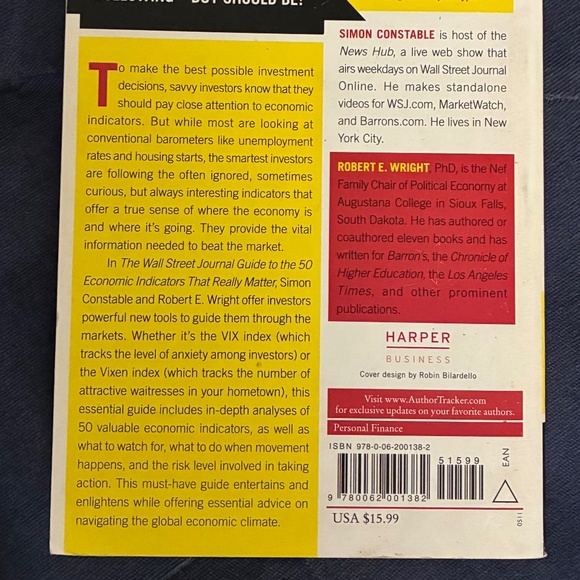 BUT SHOULD BE?
To make the best possible investment
decisions, savvy investors know that they
should pay close attention to economic
indicators. But while most are looking at
conventional barometers like unemployment
rates and housing starts, the smartest investors
are following the often ignored, sometimes
curious, but always interesting indicators that
offer a true sense of where the economy is
and where it's going. They provide the vital
information needed to beat the market.
In The Wall Street Journal Guide to the 50
Economic Indicators That Really Matter, Simon
Constable and Robert E. Wright offer investors
powerful new tools to guide them through the
markets. Whether it's the VIX index (which
tracks the level of anxiety among investors) or
the Vixen index (which tracks the number of
attractive waitresses in your hometown), this
essential guide includes in-depth analyses of
50 valuable economic indicators, as well as
what to watch for, what to do when movement
happens, and the risk level involved in taking
action. This must-have guide entertains and
enlightens while offering essential advice on
navigating the global economic climate.
SIMON CONSTABLE is host of the
News Hub, a live web show that
airs weekdays on Wall Street Journal
Online. He makes standalone
videos for WSJ.com, MarketWatch,
and Barrons.com. He lives in New
York City.
ROBERT E. WRIGHT, PhD, is the Nef
Family Chair of Political Economy at
Augustana College in Sioux Falls,
South Dakota. He has authored or
coauthored eleven books and has
written for Barron's, the Chronicle of
Higher Education, the Los Angeles
Times, and other prominent
publications.
HARPER
BUSINESS
Cover design by Robin Bilardello
Visit www.AuthorTracker.com
for exclusive updates on your favorite authors.
Personal Finance
ISBN 978-0-06-200138-2
51599
EAN
9 780062 001382
0511
USA $15.99